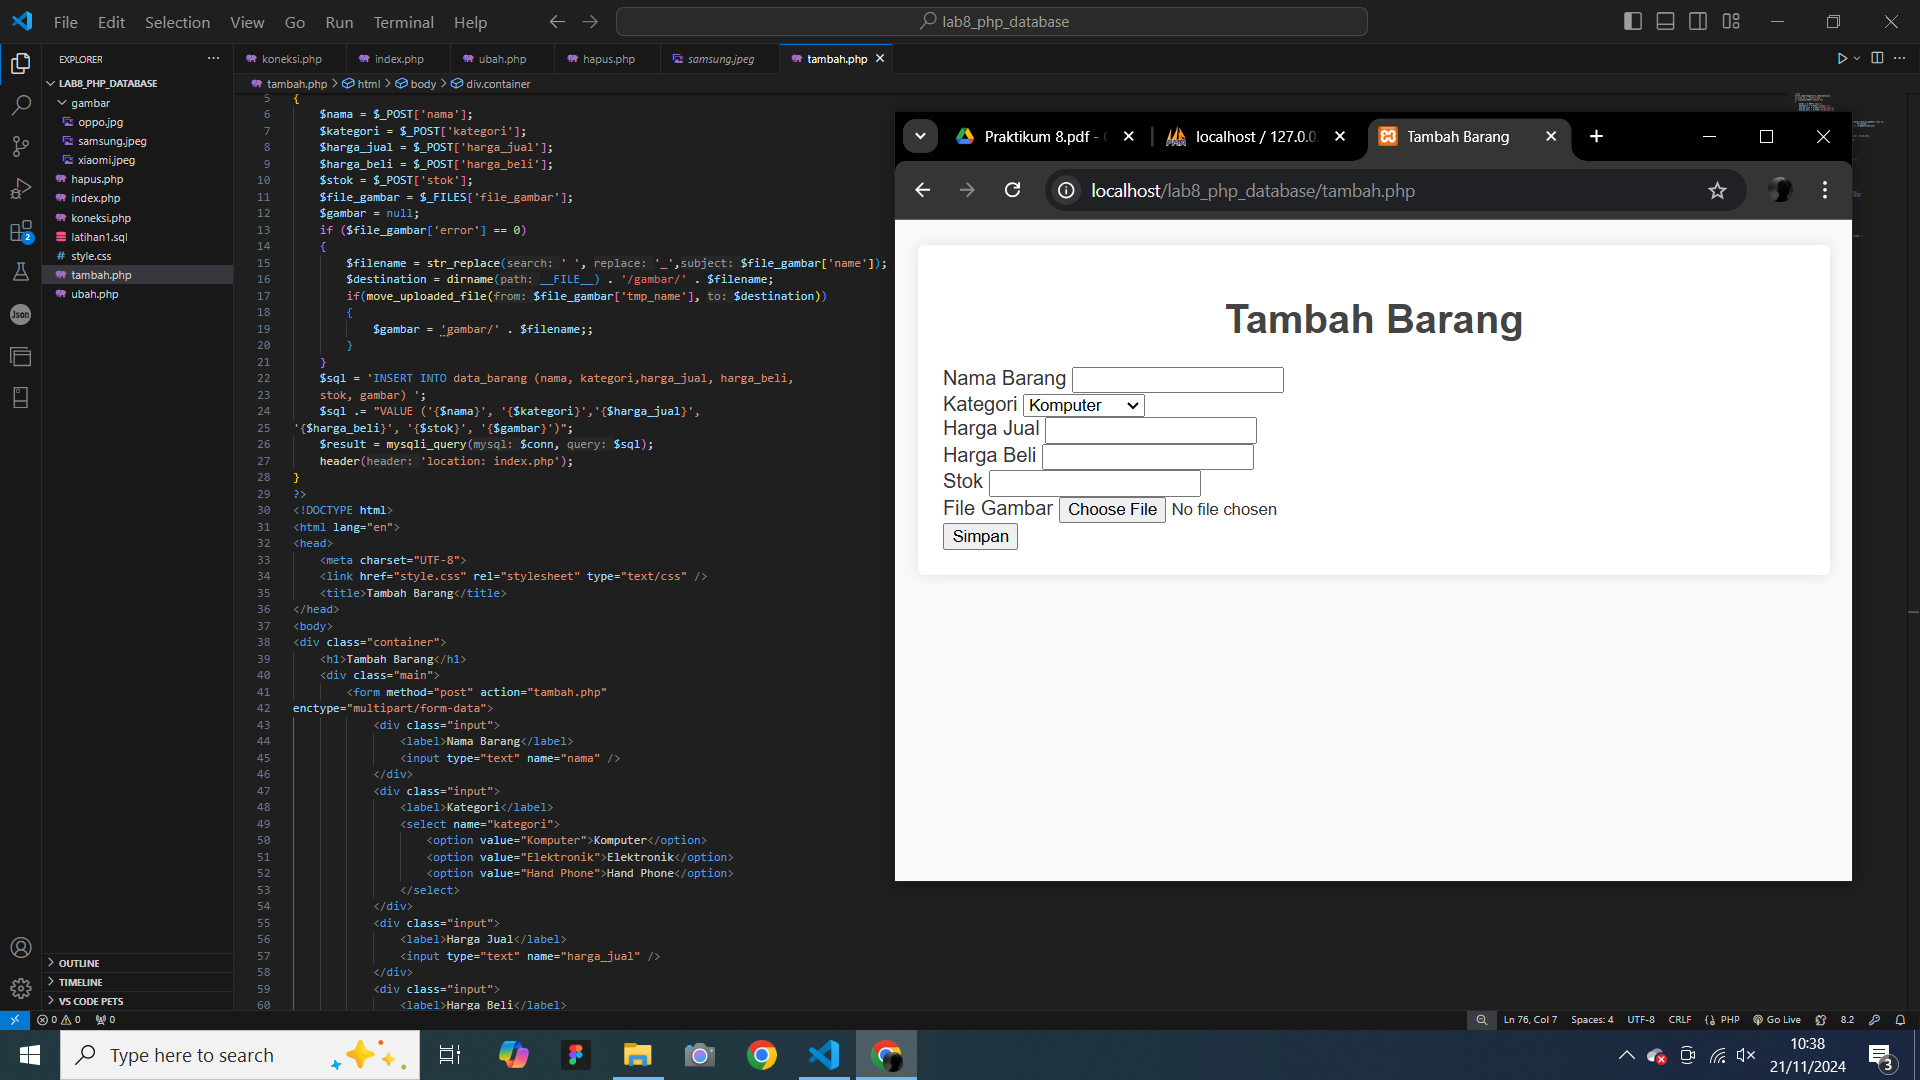 File Edit Selection View Go Run Terminal Help
lab8_php_database
EXPLORER
koneksi.php index.php ubah.php hapus.php samsung.jpeg tambah.php
LAB8_PHP_DATABASE
tambah.php > html > body > div.container
gambar
oppo.jpg
samsung.jpeg
xiaomi.jpeg
hapus.php
index.php
koneksi.php
latihan1.sql
style.css
tambah.php
ubah.php
Json
2
OUTLINE
TIMELINE
VS CODE PETS
5 {
6 $nama = $_POST['nama'];
7 $kategori = $_POST['kategori'];
8 $harga_jual = $_POST['harga_jual'];
9 $harga_beli = $_POST['harga_beli'];
10 $stok = $_POST['stok'];
11 $file_gambar = $_FILES['file_gambar'];
12 $gambar = null;
13 if ($file_gambar['error'] == 0)
14 {
15 $filename = str_replace(search: ' ', replace: '_',subject: $file_gambar['name']);
16 $destination = dirname(path: __FILE__) . '/gambar/' . $filename;
17 if(move_uploaded_file(from: $file_gambar['tmp_name'], to: $destination))
18 {
19 $gambar = 'gambar/' . $filename;;
20 }
21 }
22 $sql = 'INSERT INTO data_barang (nama, kategori,harga_jual, harga_beli,
23 stok, gambar) ';
24 $sql .= "VALUE ('{$nama}', '{$kategori}','{$harga_jual}',
25 '{$harga_beli}', '{$stok}', '{$gambar}')";
26 $result = mysqli_query(mysql: $conn, query: $sql);
27 header(header: 'location: index.php');
28 }
29 ?>
30 <!DOCTYPE html>
31 <html lang="en">
32 <head>
33 <meta charset="UTF-8">
34 <link href="style.css" rel="stylesheet" type="text/css" />
35 <title>Tambah Barang</title>
36 </head>
37 <body>
38 <div class="container">
39 <h1>Tambah Barang</h1>
40 <div class="main">
41 <form method="post" action="tambah.php"
42 enctype="multipart/form-data">
43 <div class="input">
44 <label>Nama Barang</label>
45 <input type="text" name="nama" />
46 </div>
47 <div class="input">
48 <label>Kategori</label>
49 <select name="kategori">
50 <option value="Komputer">Komputer</option>
51 <option value="Elektronik">Elektronik</option>
52 <option value="Hand Phone">Hand Phone</option>
53 </select>
54 </div>
55 <div class="input">
56 <label>Harga Jual</label>
57 <input type="text" name="harga_jual" />
58 </div>
59 <div class="input">
60 <label>Harga Beli</label>
Praktikum 8.pdf - localhost / 127.0.0. Tambah Barang
localhost/lab8_php_database/tambah.php
Tambah Barang
Nama Barang
Kategori Komputer
Harga Jual
Harga Beli
Stok
File Gambar Choose File No file chosen
Simpan
0 0 0 Ln 76, Col 7 Spaces: 4 UTF-8 CRLF PHP Go Live 8.2
Type here to search
10:38
21/11/2024
3